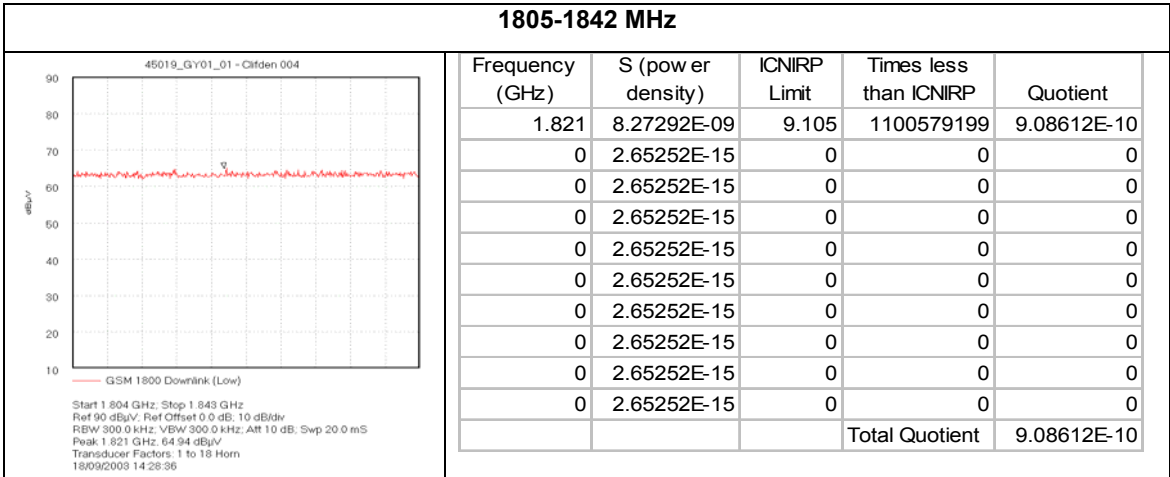 1805-1842 MHz
45019_GY01_01 - Clifden 004
90
80
70
60
50
40
30
20
10
dBµV
GSM 1800 Downlink (Low)
Start 1.804 GHz; Stop 1.843 GHz
Ref 90 dBµV; Ref Offset 0.0 dB; 10 dB/div
RBW 300.0 kHz; VBW 300.0 kHz; Att 10 dB; Swp 20.0 mS
Peak 1.821 GHz, 64.94 dBµV
Transducer Factors: 1 to 18 Horn
18/09/2003 14:28:36
Frequency (GHz) S (pow er density) ICNIRP Limit Times less than ICNIRP Quotient
1.821 8.27292E-09 9.105 1100579199 9.08612E-10
0 2.65252E-15 0 0 0
0 2.65252E-15 0 0 0
0 2.65252E-15 0 0 0
0 2.65252E-15 0 0 0
0 2.65252E-15 0 0 0
0 2.65252E-15 0 0 0
0 2.65252E-15 0 0 0
0 2.65252E-15 0 0 0
0 2.65252E-15 0 0 0
Total Quotient 9.08612E-10